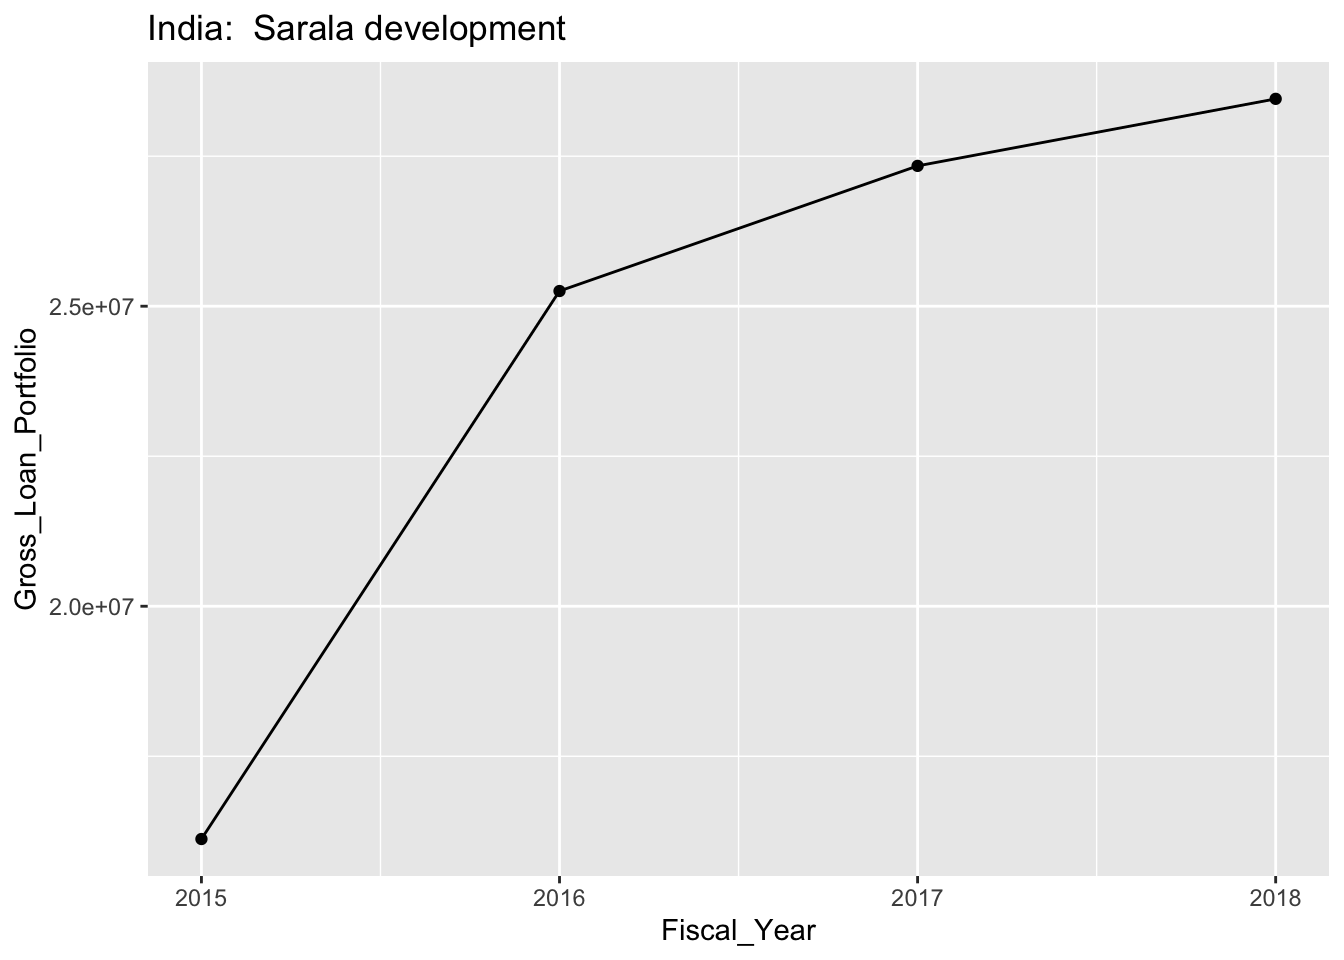 India:  Sarala development
Gross_Loan_Portfolio
2.5e+07
2.0e+07
2015 2016 2017 2018
Fiscal_Year